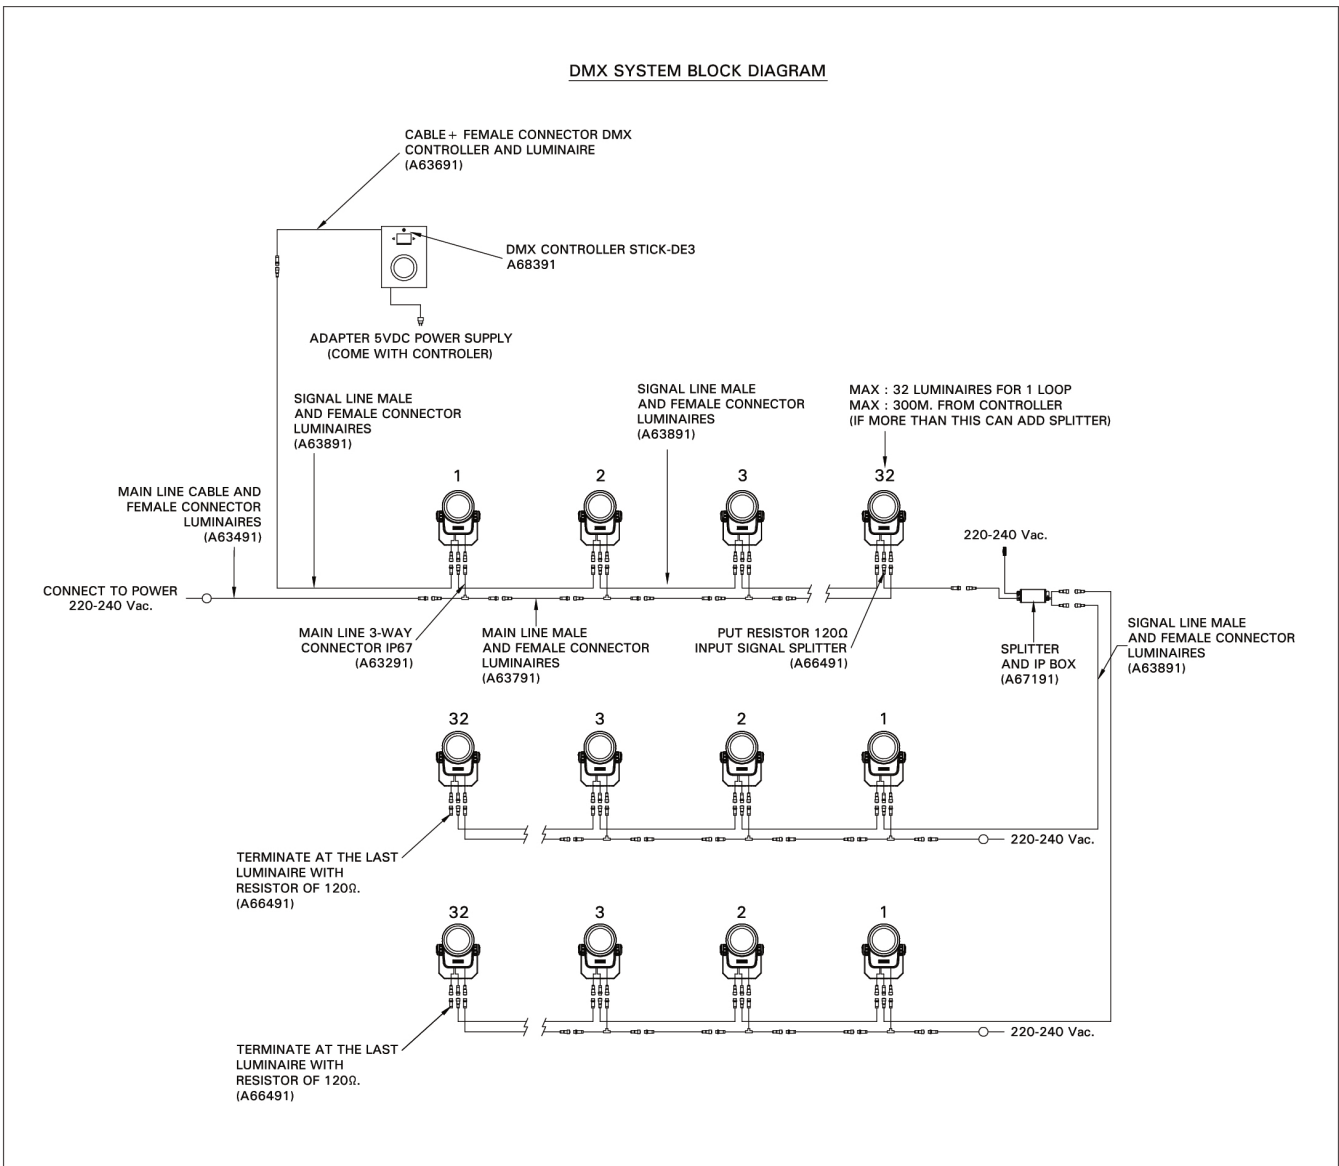 DMX SYSTEM BLOCK DIAGRAM
CABLE+ FEMALE CONNECTOR DMX
CONTROLLER AND LUMINAIRE
(A63691)
DMX CONTROLLER STICK-DE3
A68391
ADAPTER 5VDC POWER SUPPLY
(COME WITH CONTROLER)
SIGNAL LINE MALE
AND FEMALE CONNECTOR
LUMINAIRES
(A63891)
SIGNAL LINE MALE
AND FEMALE CONNECTOR
LUMINAIRES
(A63891)
MAX : 32 LUMINAIRES FOR 1 LOOP
MAX : 300M. FROM CONTROLLER
(IF MORE THAN THIS CAN ADD SPLITTER)
1
2
3
32
MAIN LINE CABLE AND
FEMALE CONNECTOR
LUMINAIRES
(A63491)
220-240 Vac.
CONNECT TO POWER
220-240 Vac.
MAIN LINE 3-WAY
CONNECTOR IP67
(A63291)
MAIN LINE MALE
AND FEMALE CONNECTOR
LUMINAIRES
(A63791)
PUT RESISTOR 120Ω
INPUT SIGNAL SPLITTER
(A66491)
SPLITTER
AND IP BOX
(A67191)
SIGNAL LINE MALE
AND FEMALE CONNECTOR
LUMINAIRES
(A63891)
32
3
2
1
220-240 Vac.
TERMINATE AT THE LAST
LUMINAIRE WITH
RESISTOR OF 120Ω.
(A66491)
32
3
2
1
220-240 Vac.
TERMINATE AT THE LAST
LUMINAIRE WITH
RESISTOR OF 120Ω.
(A66491)